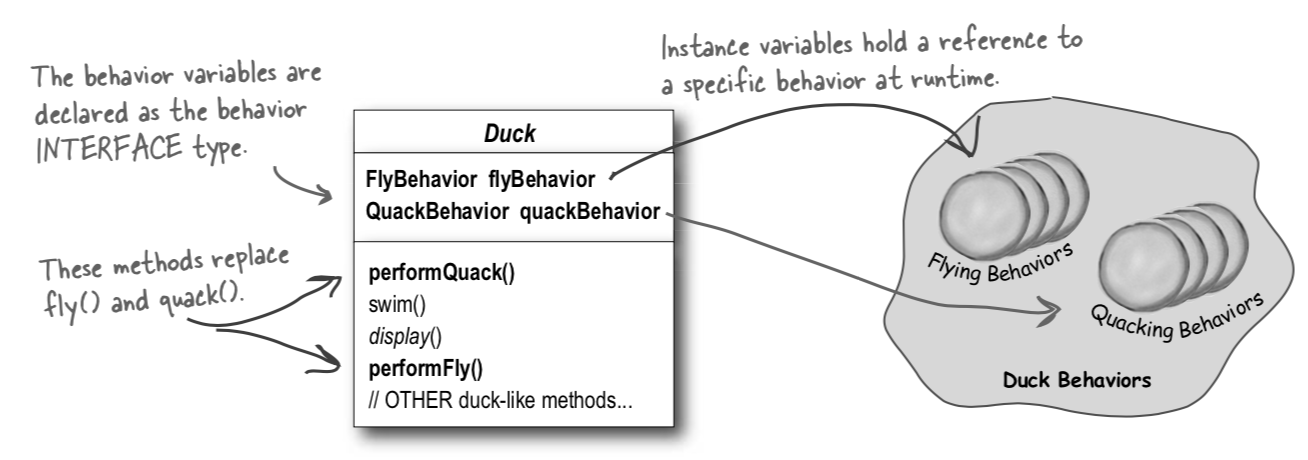 Instance variables hold a reference to
a specific behavior at runtime.
The behavior variables are
declared as the behavior
INTERFACE type.
Duck
FlyBehavior flyBehavior
QuackBehavior quackBehavior
These methods replace
fly() and quack().
performQuack()
swim()
display()
performFly()
// OTHER duck-like methods...
Flying Behaviors
Quacking Behaviors
Duck Behaviors